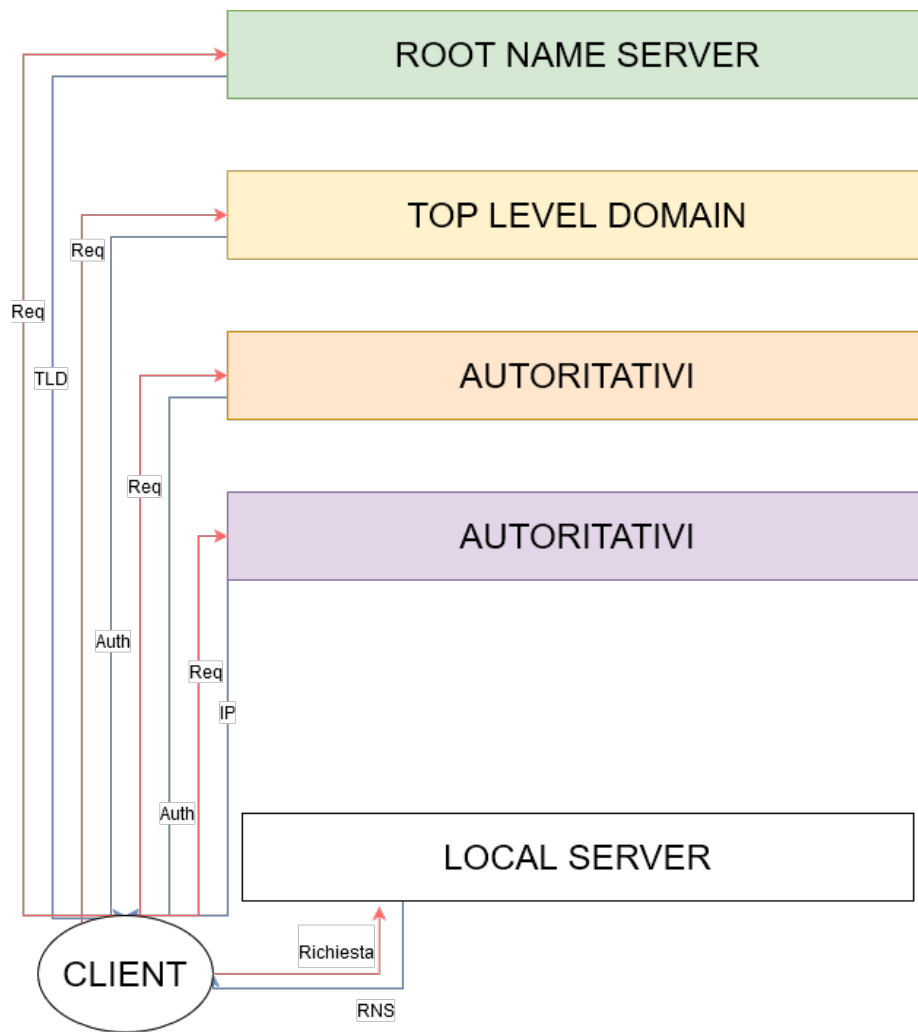 ROOT NAME SERVER
TOP LEVEL DOMAIN
Req
Req
TLD
AUTORITATIVI
Req
AUTORITATIVI
Auth
Req
IP
Auth
LOCAL SERVER
Richiesta
CLIENT
RNS